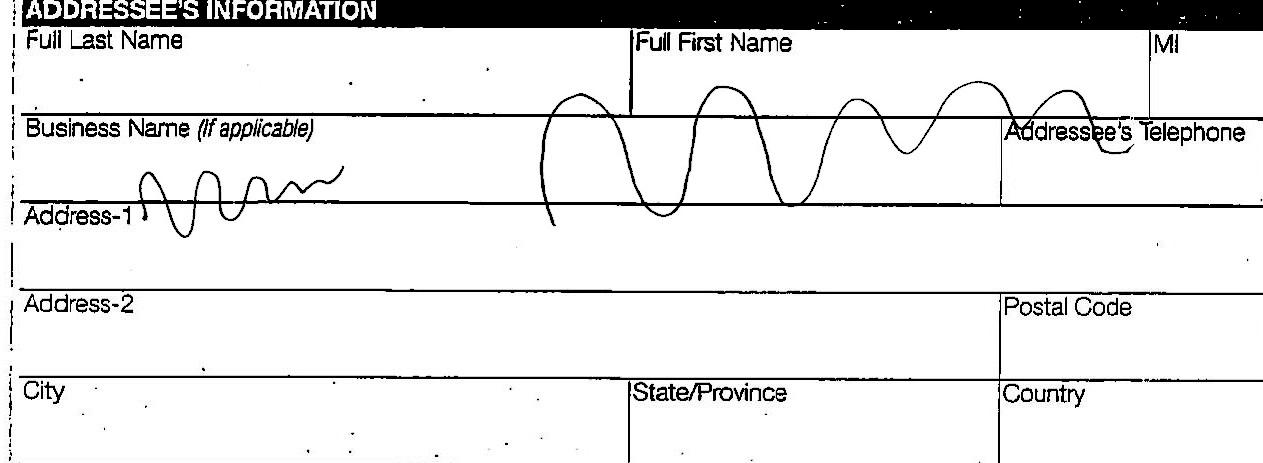 ADDRESSEE'S INFORMATION
Full Last Name Full First Name MI
Business Name (if applicable) Addressee's Telephone
Address-1
Address-2 Postal Code
City State/Province Country